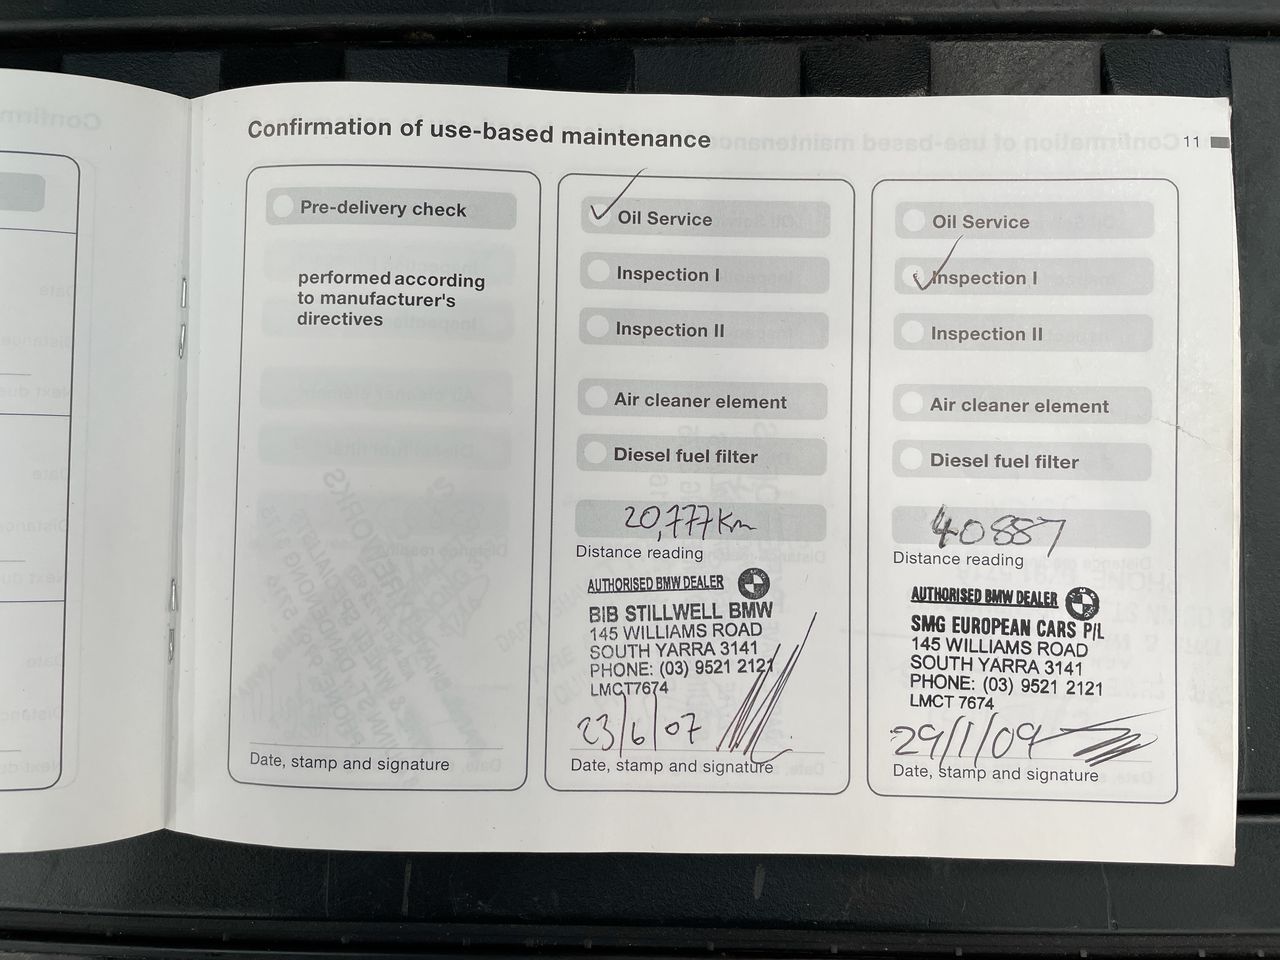 Confirmation of use-based maintenance
11
Pre-delivery check
performed according
to manufacturer's
directives
Date, stamp and signature
Oil Service
Inspection I
Inspection II
Air cleaner element
Diesel fuel filter
20,777 Km
Distance reading
AUTHORISED BMW DEALER
BIB STILLWELL BMW
145 WILLIAMS ROAD
SOUTH YARRA 3141
PHONE: (03) 9521 2121
LMCT7674
23/6/07
Date, stamp and signature
Oil Service
Inspection I
Inspection II
Air cleaner element
Diesel fuel filter
40887
Distance reading
AUTHORISED BMW DEALER
SMG EUROPEAN CARS P/L
145 WILLIAMS ROAD
SOUTH YARRA 3141
PHONE: (03) 9521 2121
LMCT 7674
29/1/09
Date, stamp and signature